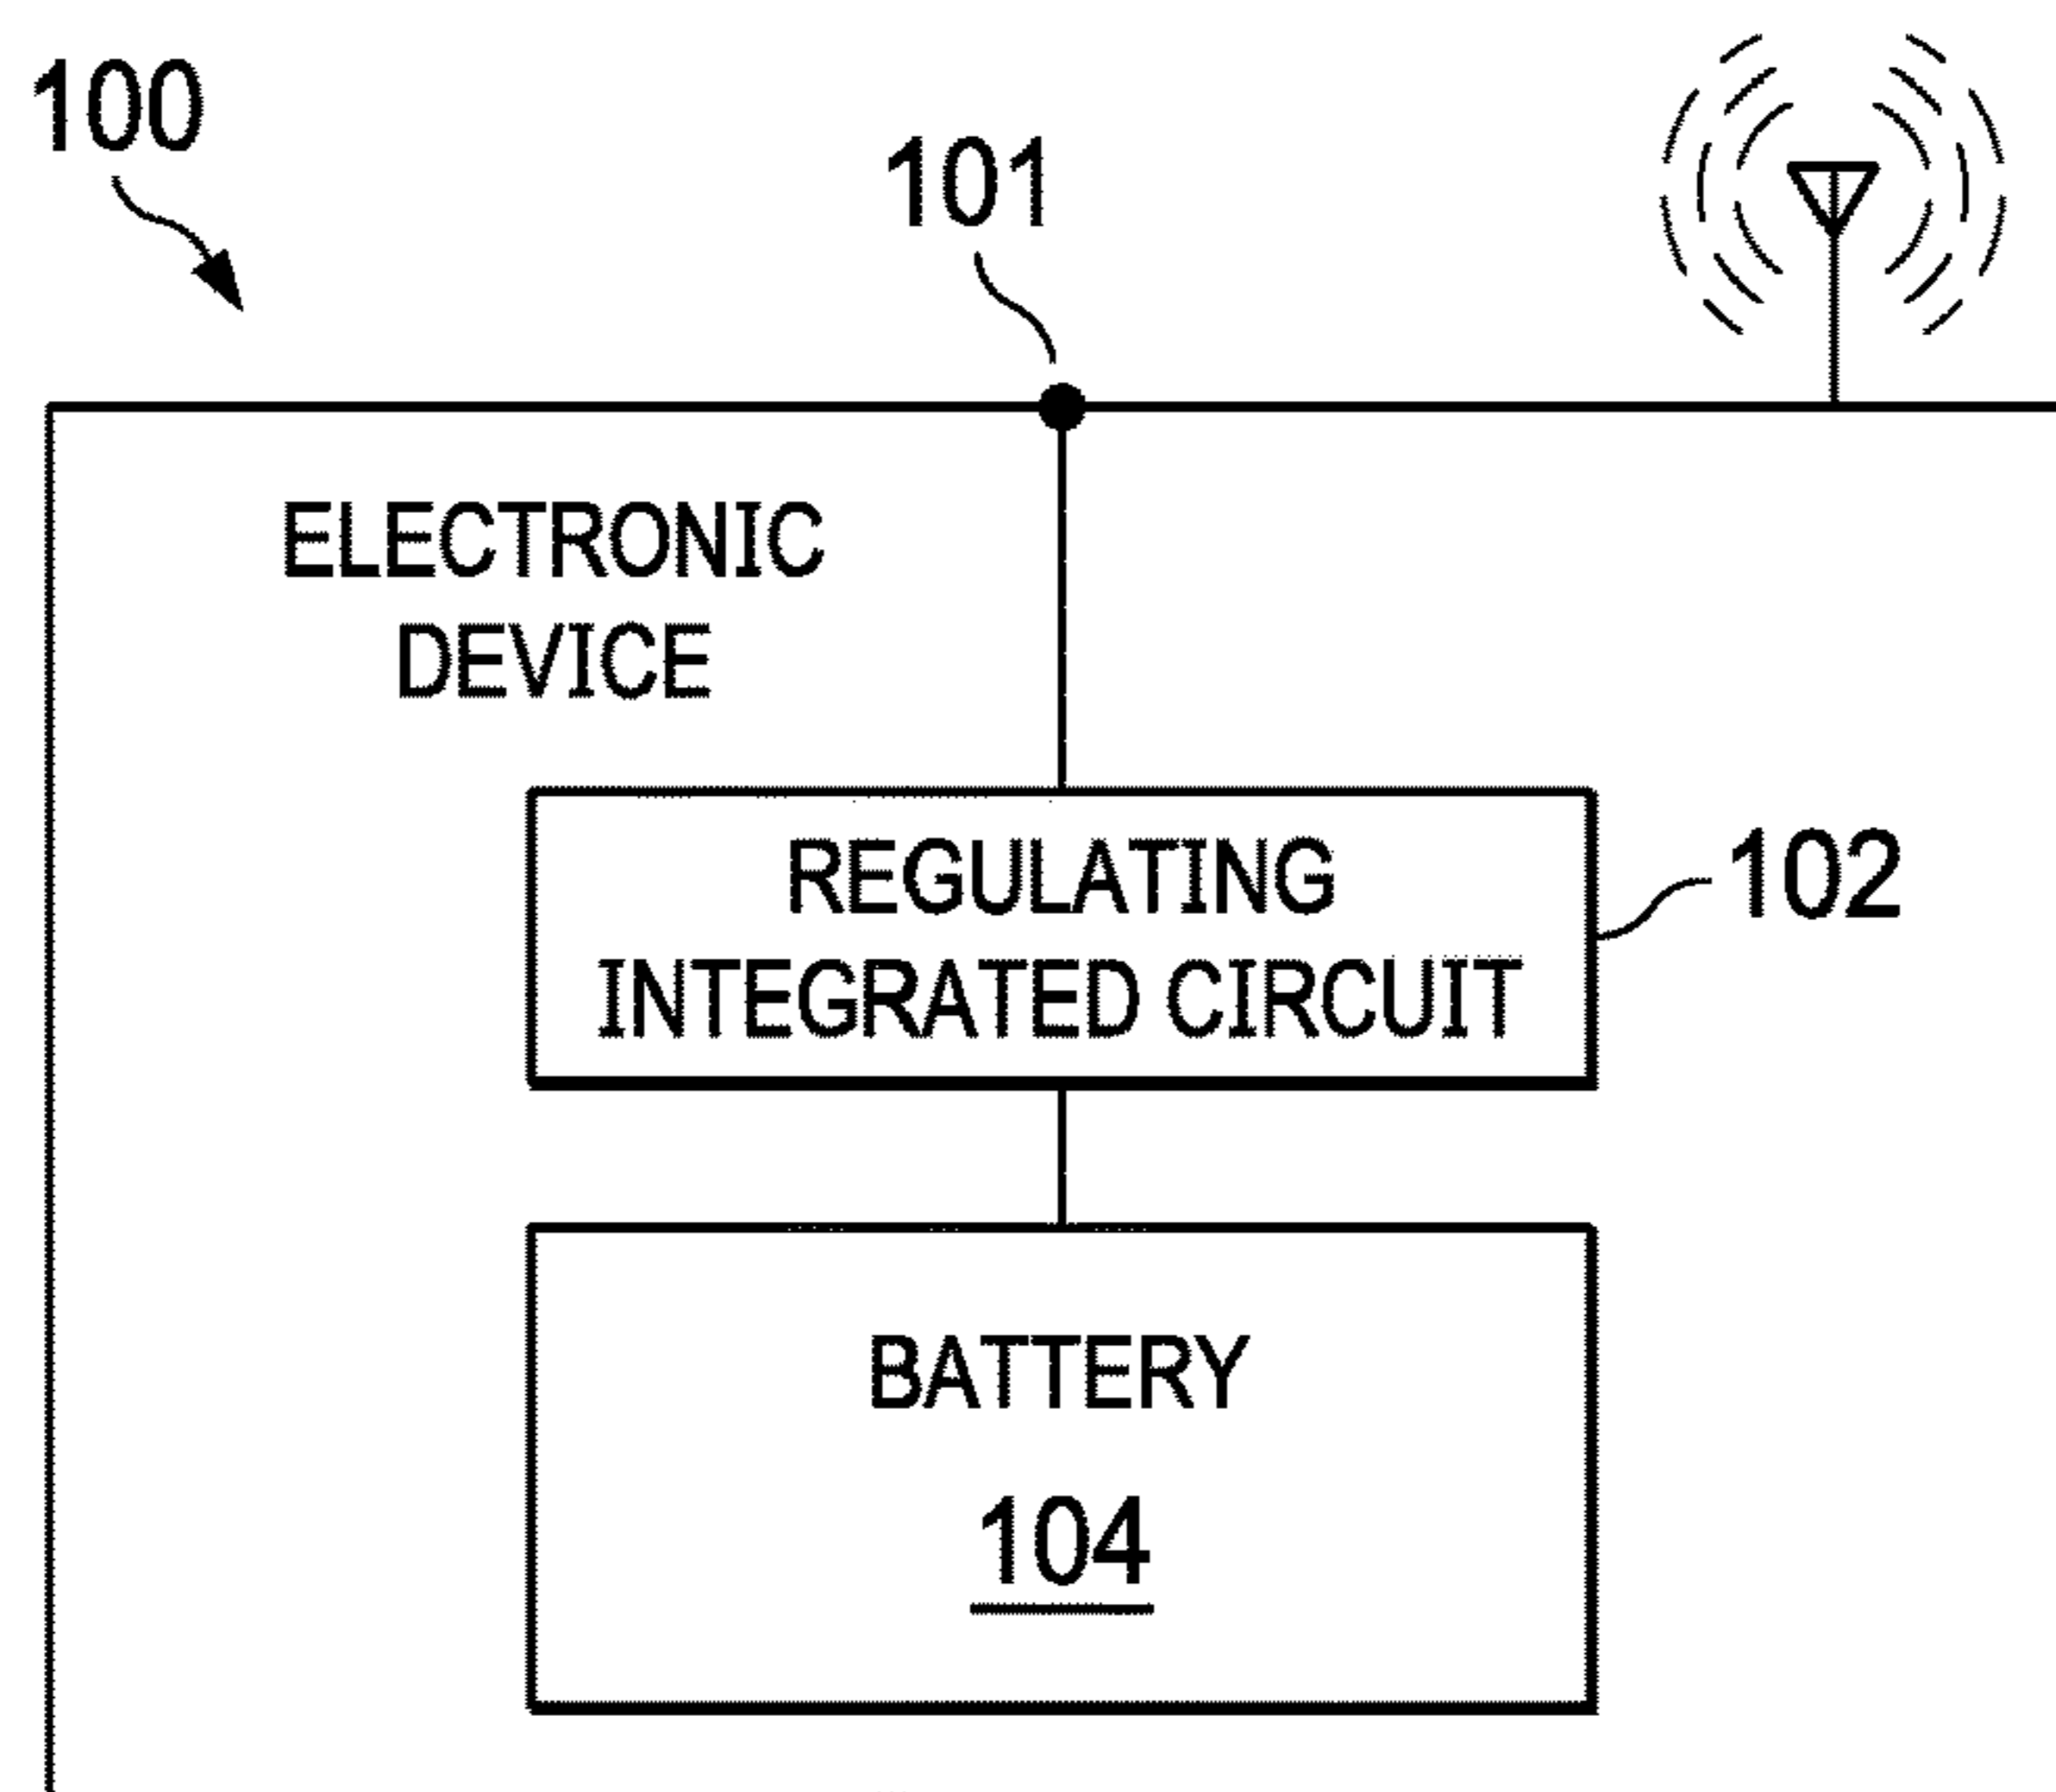 100
101
ELECTRONIC
DEVICE
REGULATING
INTEGRATED CIRCUIT
102
BATTERY
104